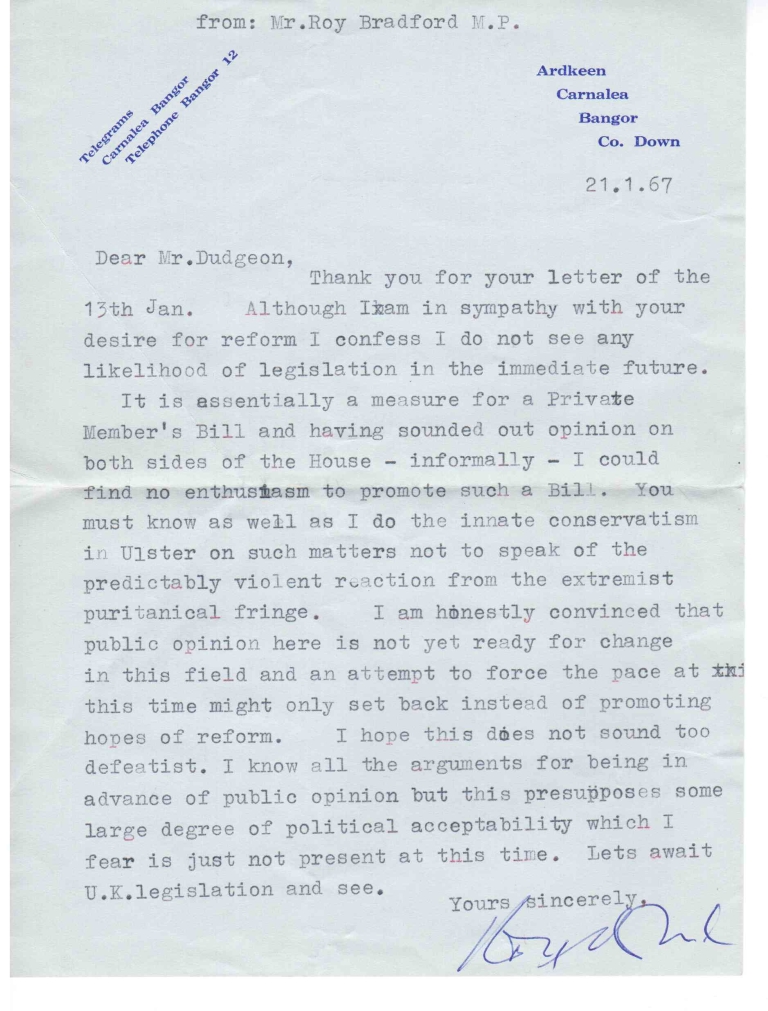 from: Mr.Roy Bradford M.P.
Telegrams
Carnalea Bangor
Telephone Bangor 12
Ardkeen
Carnalea
Bangor
Co. Down
21.1.67
Dear Mr.Dudgeon,
Thank you for your letter of the
13th Jan. Although Ixam in sympathy with your
desire for reform I confess I do not see any
likelihood of legislation in the immediate future.
It is essentially a measure for a Private
Member's Bill and having sounded out opinion on
both sides of the House - informally - I could
find no enthusiasm to promote such a Bill. You
must know as well as I do the innate conservatism
in Ulster on such matters not to speak of the
predictably violent reaction from the extremist
puritanical fringe. I am honestly convinced that
public opinion here is not yet ready for change
in this field and an attempt to force the pace at
this time might only set back instead of promoting
hopes of reform. I hope this does not sound too
defeatist. I know all the arguments for being in
advance of public opinion but this presupposes some
large degree of political acceptability which I
fear is just not present at this time. Lets await
U.K.legislation and see.
Yours sincerely,